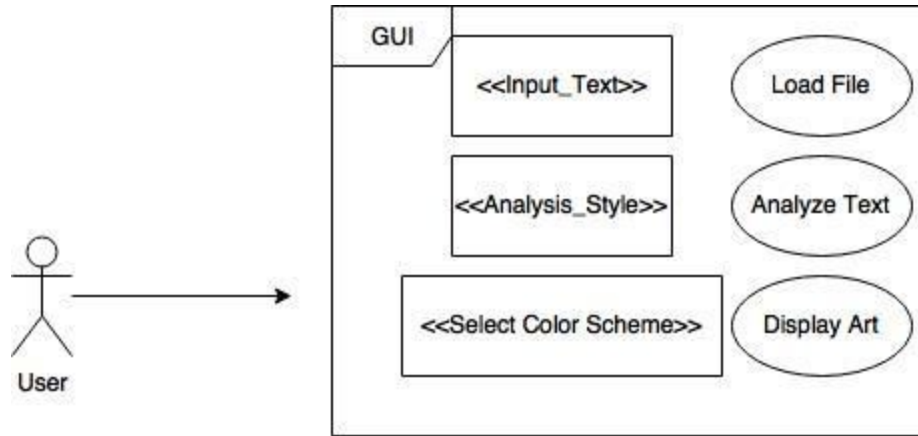 GUI
<<Input_Text>>
Load File
<<Analysis_Style>>
Analyze Text
<<Select Color Scheme>>
Display Art
User